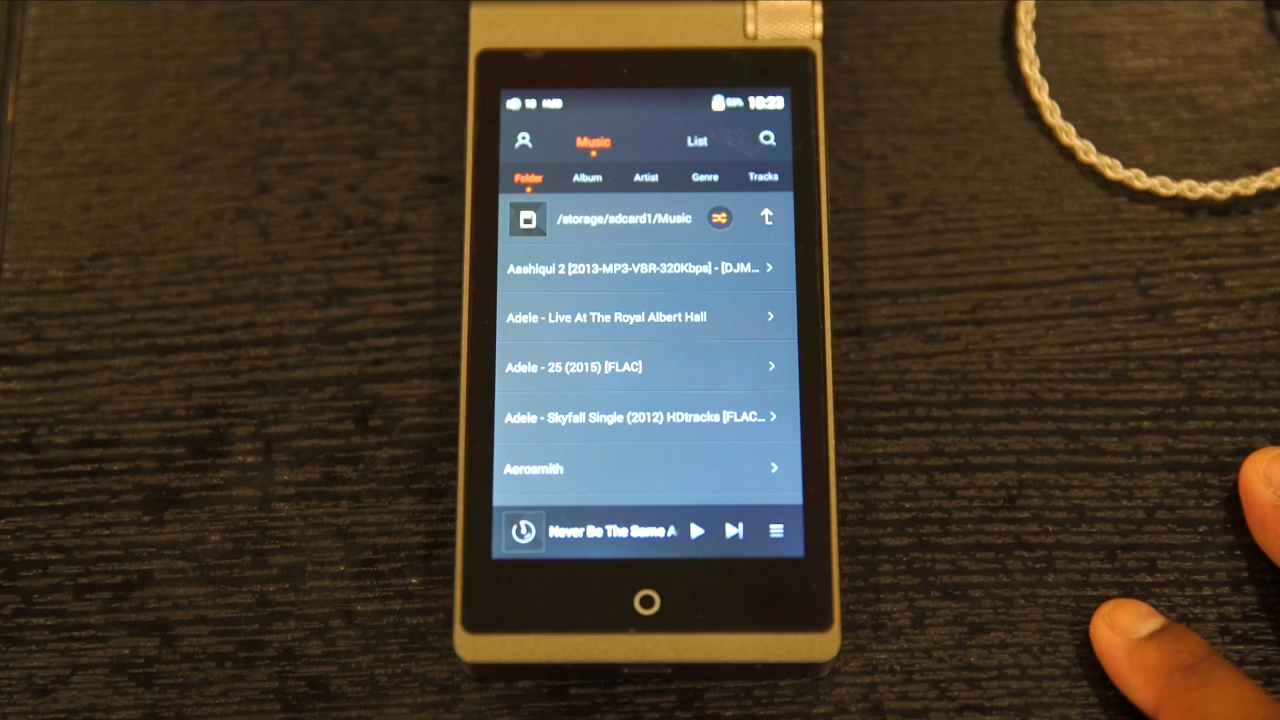 18:23
Music List
Folder Album Artist Genre Tracks
/storage/sdcard1/Music
Aashiqui 2 [2013-MP3-VBR-320Kbps] - [DJM...
Adele - Live At The Royal Albert Hall
Adele - 25 (2015) [FLAC]
Adele - Skyfall Single (2012) HDtracks [FLAC...
Aerosmith
Never Be The Same A